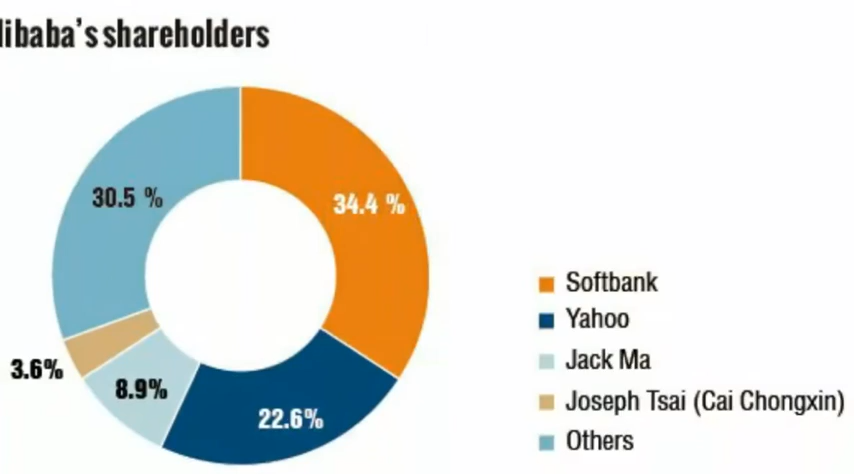 libaba's shareholders
30.5 %
34.4 %
3.6%
8.9%
22.6%
Softbank
Yahoo
Jack Ma
Joseph Tsai (Cai Chongxin)
Others